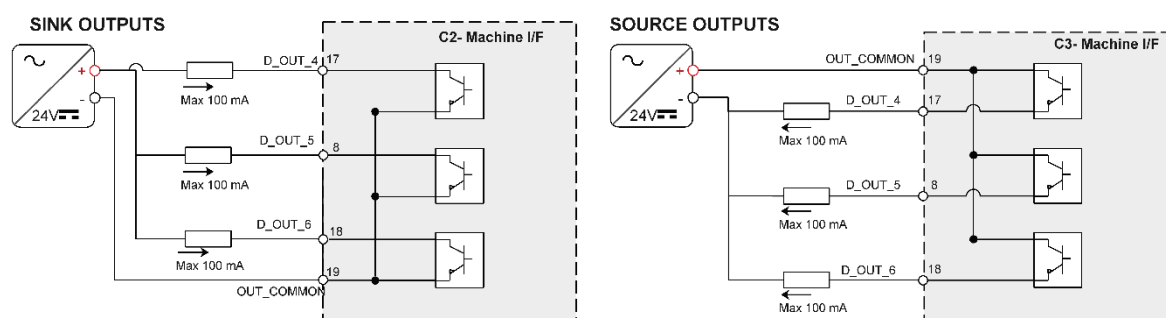 SINK OUTPUTS
C2- Machine I/F
+
-
24V
D_OUT_4
17
Max 100 mA
D_OUT_5
8
Max 100 mA
D_OUT_6
18
Max 100 mA
19
OUT_COMMON
SOURCE OUTPUTS
C3- Machine I/F
+
-
24V
OUT_COMMON
19
D_OUT_4
17
Max 100 mA
D_OUT_5
8
Max 100 mA
D_OUT_6
18
Max 100 mA